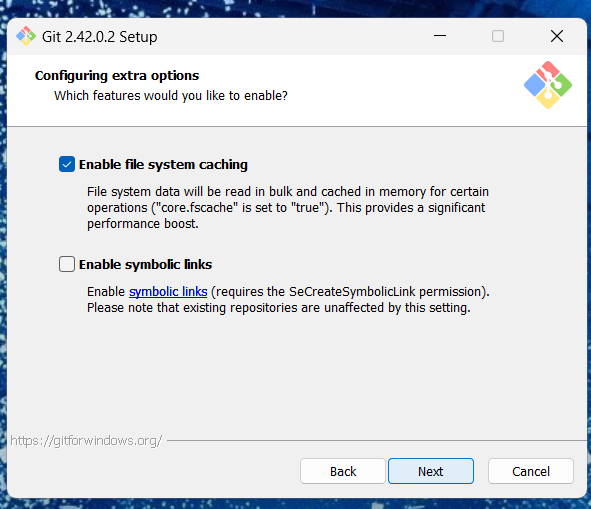 Git 2.42.0.2 Setup
Configuring extra options
Which features would you like to enable?
Enable file system caching
File system data will be read in bulk and cached in memory for certain
operations ("core.fscache" is set to "true"). This provides a significant
performance boost.
Enable symbolic links
Enable symbolic links (requires the SeCreateSymbolicLink permission).
Please note that existing repositories are unaffected by this setting.
https://gitforwindows.org/
Back Next Cancel